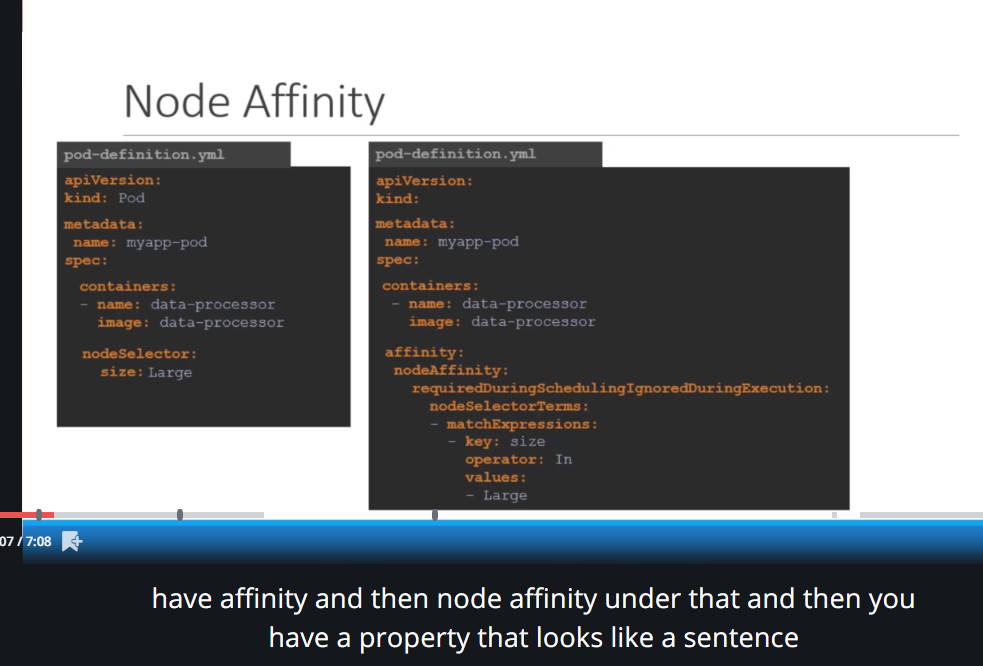 Node Affinity
pod-definition.yml
apiVersion:
kind: Pod
metadata:
name: myapp-pod
spec:
containers:
- name: data-processor
image: data-processor
nodeSelector:
size: Large
pod-definition.yml
apiVersion:
kind:
metadata:
name: myapp-pod
spec:
containers:
- name: data-processor
image: data-processor
affinity:
nodeAffinity:
requiredDuringSchedulingIgnoredDuringExecution:
nodeSelectorTerms:
- matchExpressions:
- key: size
operator: In
values:
- Large
07 / 7:08
have affinity and then node affinity under that and then you
have a property that looks like a sentence